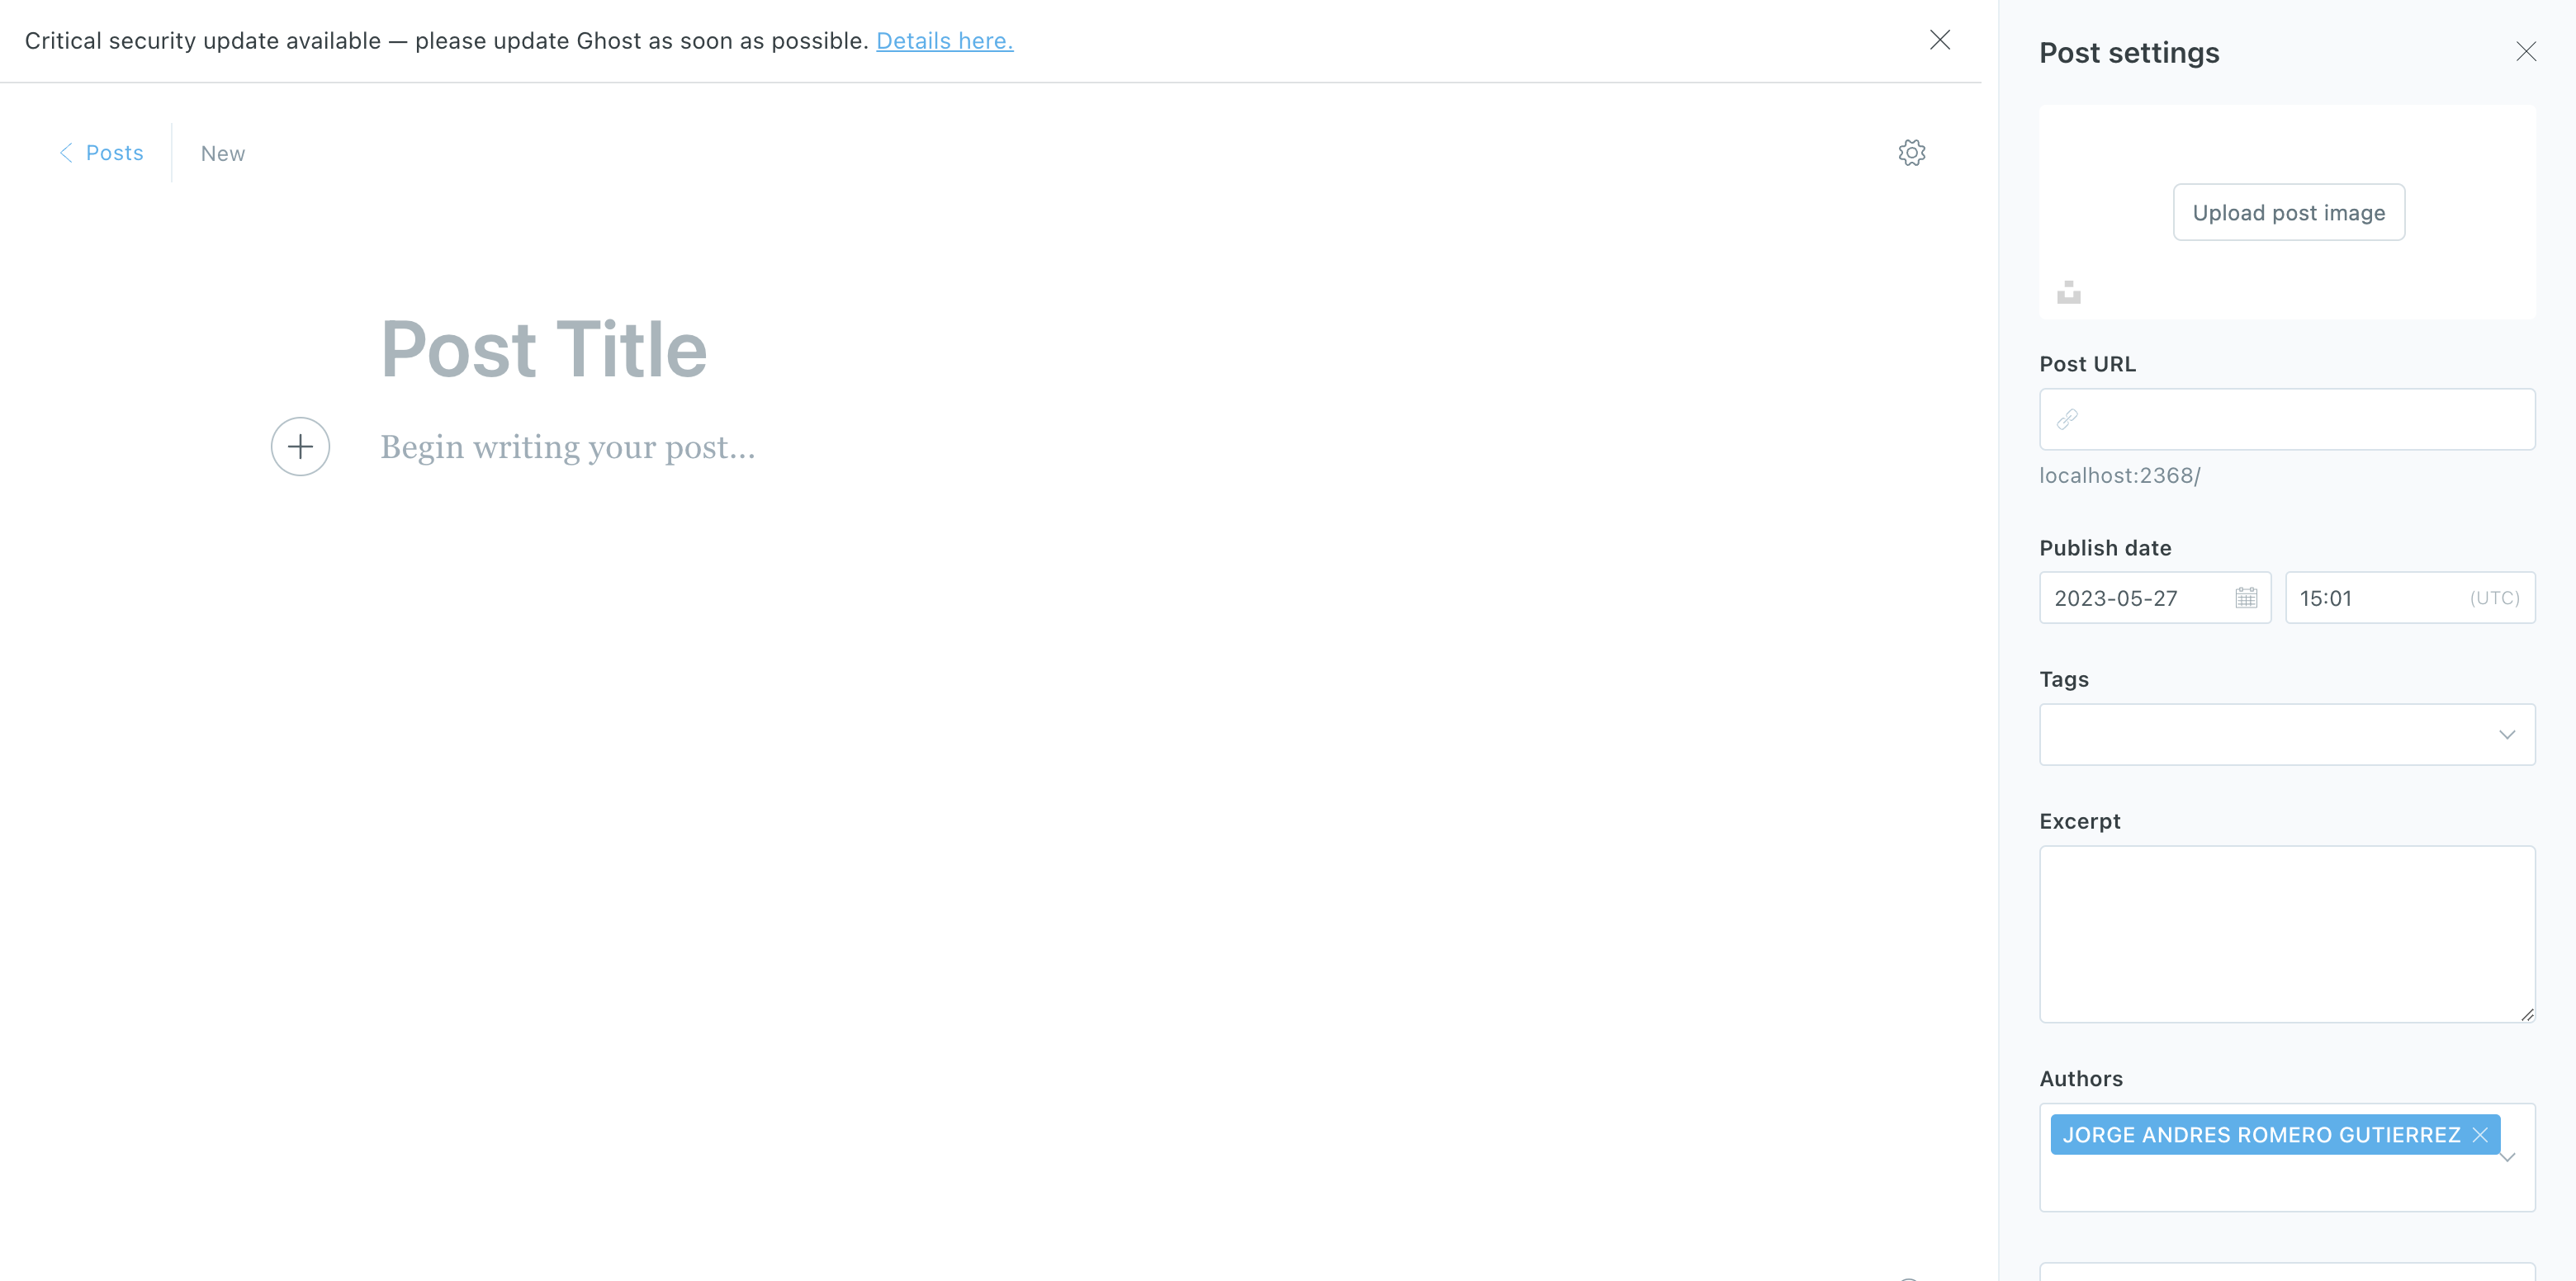 Critical security update available — please update Ghost as soon as possible. Details here.
Posts
New
Post Title
Begin writing your post...
Post settings
Upload post image
Post URL
localhost:2368/
Publish date
2023-05-27
15:01 (UTC)
Tags
Excerpt
Authors
JORGE ANDRES ROMERO GUTIERREZ